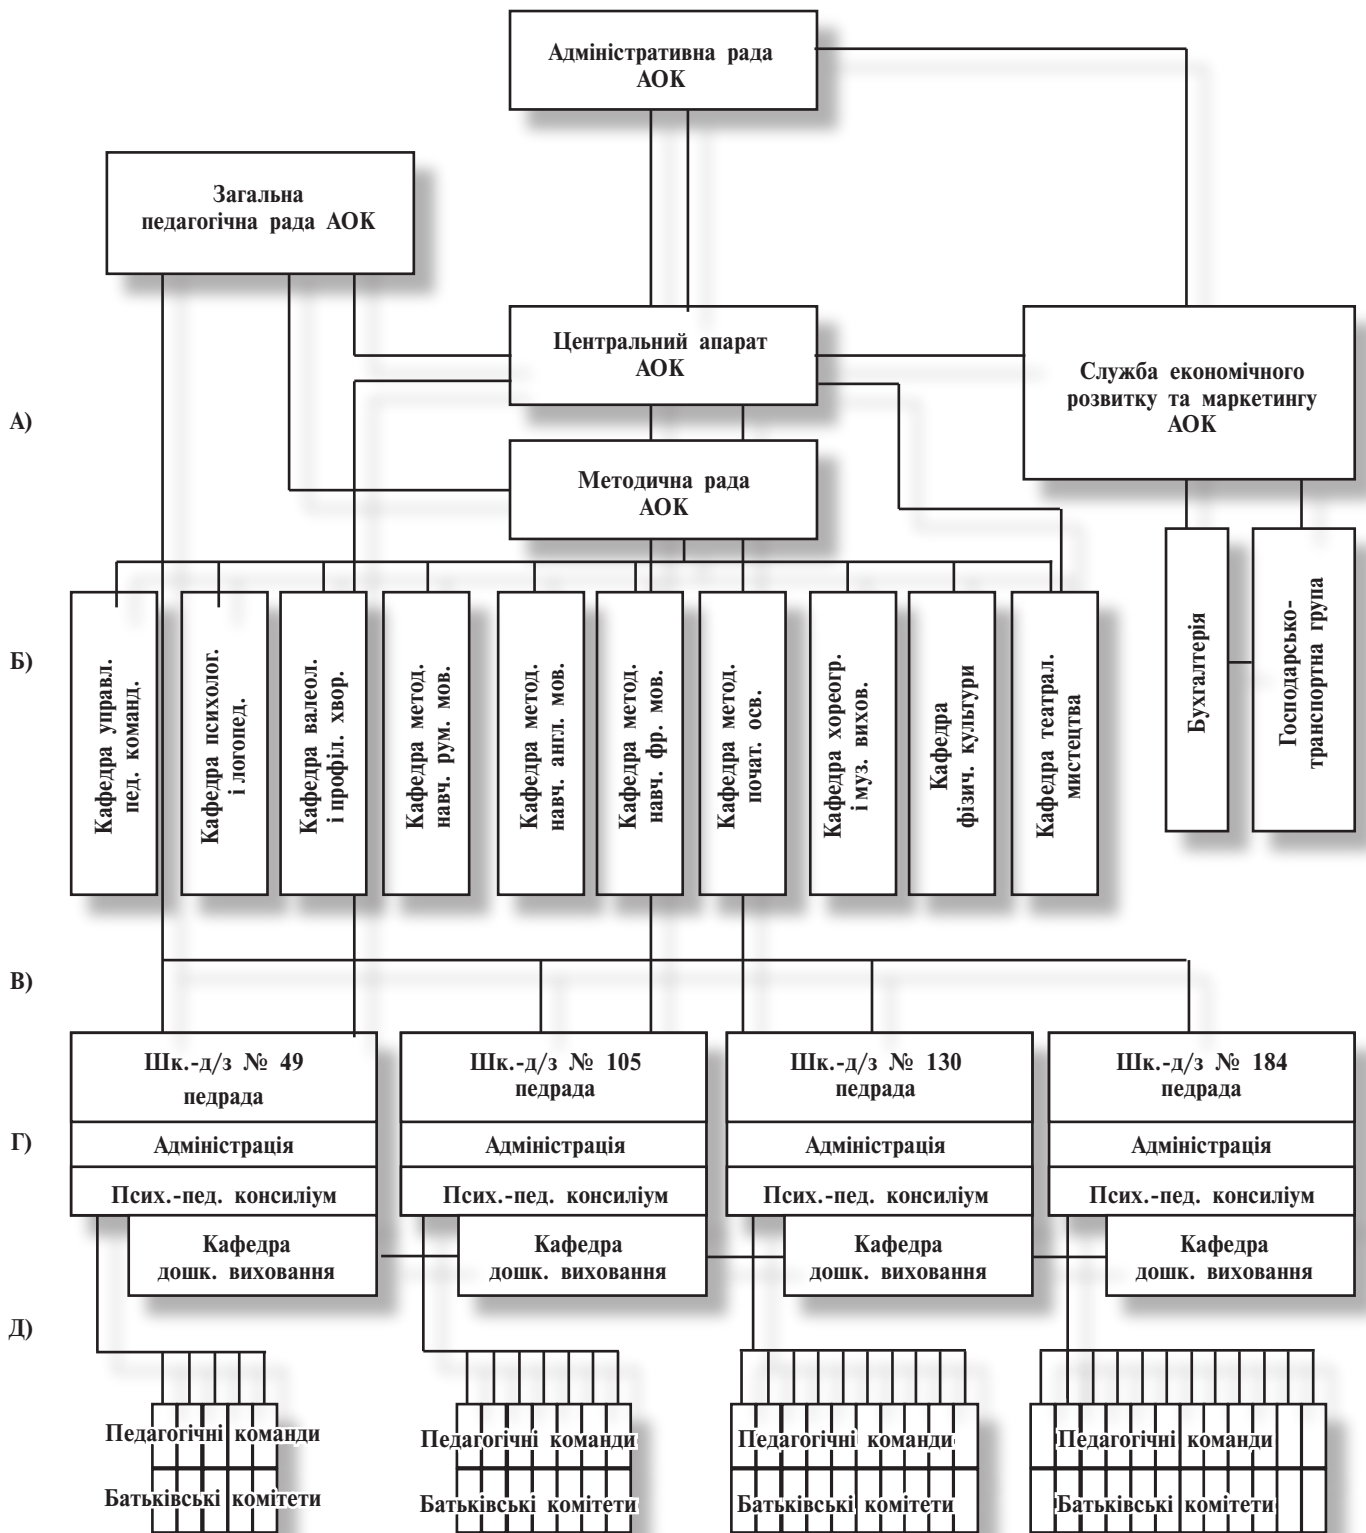 Адміністративна рада
АОК
Загальна
педагогічна рада АОК
Центральний апарат
АОК
Служба економічного
розвитку та маркетингу
АОК
А)
Методична рада
АОК
Б)
Кафедра управл.
пед. команд.
Кафедра психолог.
і логопед.
Кафедра валеол.
і профіл. хвор.
Кафедра метод.
навч. рум. мов.
Кафедра метод.
навч. англ. мов.
Кафедра метод.
навч. фр. мов.
Кафедра метод.
почат. осв.
Кафедра хореогр.
і муз. вихов.
Кафедра
фізич. культури
Кафедра театрал.
мистецтва
Бухгалтерія
Господарсько-
транспортна група
В)
Шк.-д/з № 49
педрада
Шк.-д/з № 105
педрада
Шк.-д/з № 130
педрада
Шк.-д/з № 184
педрада
Г)
Адміністрація
Адміністрація
Адміністрація
Адміністрація
Псих.-пед. консиліум
Псих.-пед. консиліум
Псих.-пед. консиліум
Псих.-пед. консиліум
Кафедра
дошк. виховання
Кафедра
дошк. виховання
Кафедра
дошк. виховання
Кафедра
дошк. виховання
Д)
Педагогічні команди
Педагогічні команди
Педагогічні команди
Педагогічні команди
Батьківські комітети
Батьківські комітети
Батьківські комітети
Батьківські комітети